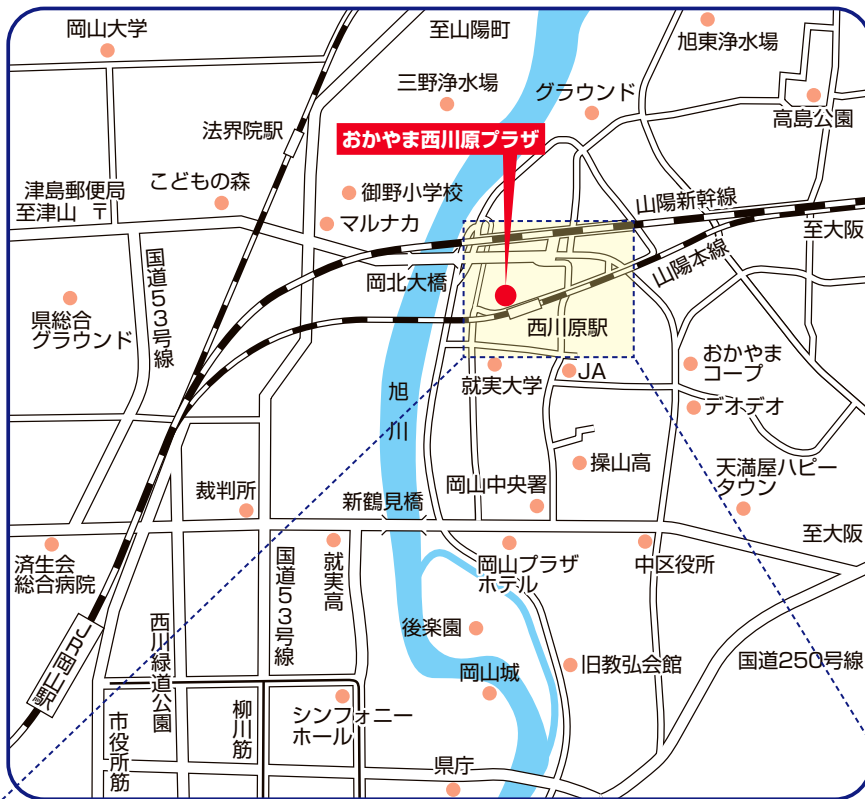 岡山大学
至山陽町
旭東浄水場
三野浄水場
グラウンド
高島公園
法界院駅
おかやま西川原プラザ
津島郵便局
至津山 〒
こどもの森
御野小学校
マルナカ
山陽新幹線
至大阪
山陽本線
国道53号線
岡北大橋
県総合
グラウンド
西川原駅
おかやま
コープ
就実大学
JA
旭川
デオデオ
操山高
天満屋ハピー
タウン
裁判所
新鶴見橋
岡山中央署
至大阪
済生会
総合病院
国道53号線
就実高
岡山プラザ
ホテル
中区役所
西川緑道公園
後楽園
JR岡山駅
岡山城
旧教弘会館
国道250号線
市役所筋
柳川筋
シンフォニー
ホール
県庁